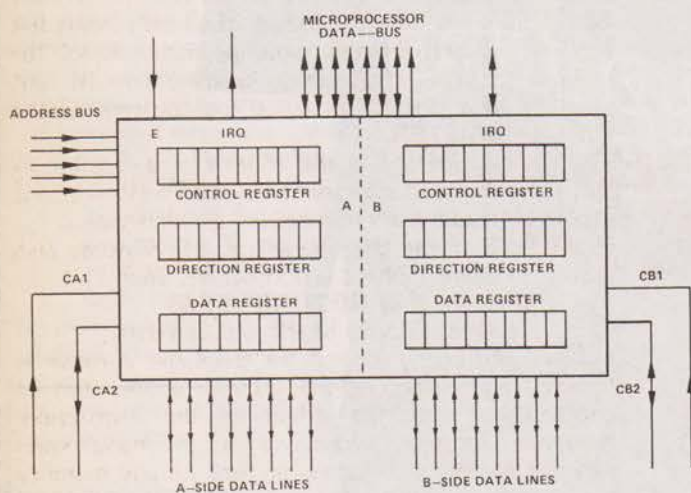 MICROPROCESSOR
DATA—BUS
ADDRESS BUS
E
IRQ
IRQ
CONTROL REGISTER
CONTROL REGISTER
A
B
DIRECTION REGISTER
DIRECTION REGISTER
CA1
CB1
DATA REGISTER
DATA REGISTER
CA2
CB2
A–SIDE DATA LINES
B–SIDE DATA LINES